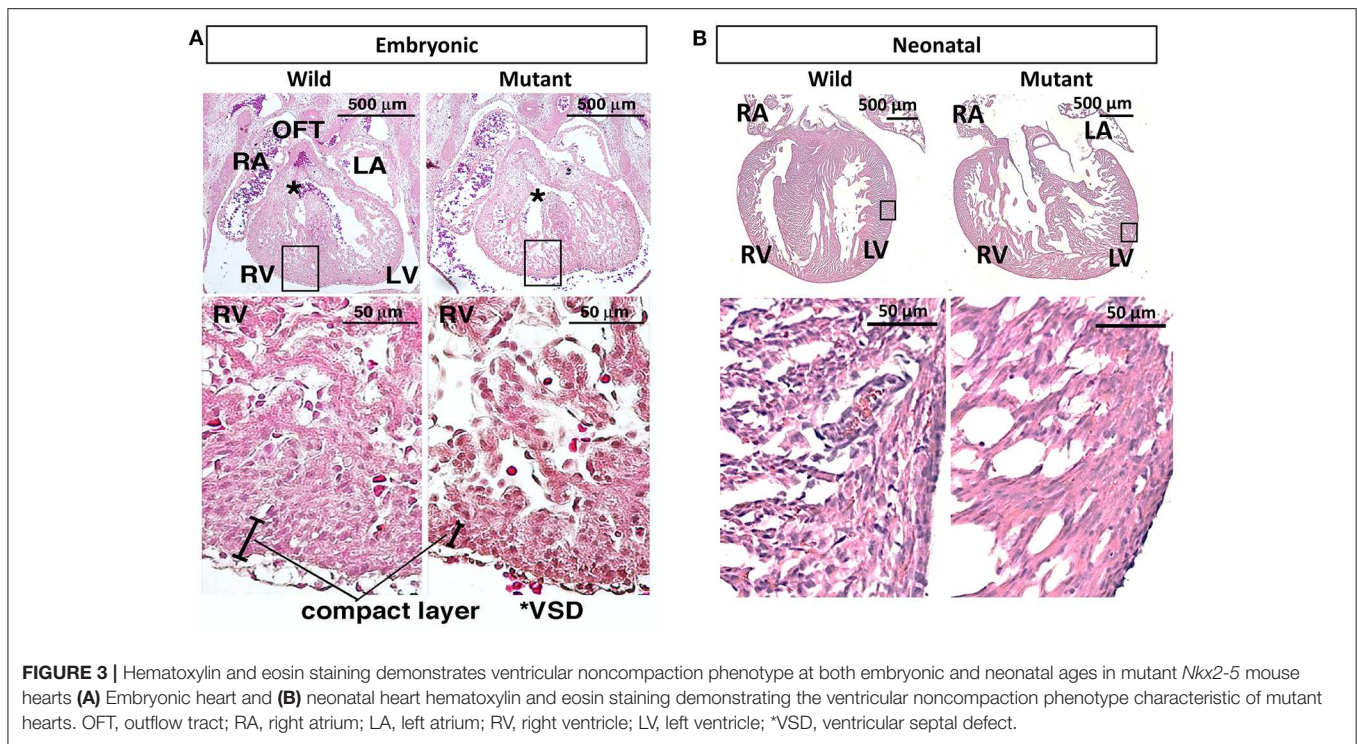 A Embryonic
Wild Mutant
500 μm 500 μm
OFT
RA LA
* *
RV LV
RV 50 μm RV 50 μm
compact layer *VSD
B Neonatal
Wild Mutant
RA 500 μm RA 500 μm
LA
RV LV RV LV
50 μm 50 μm
FIGURE 3 | Hematoxylin and eosin staining demonstrates ventricular noncompaction phenotype at both embryonic and neonatal ages in mutant Nkx2-5 mouse
hearts (A) Embryonic heart and (B) neonatal heart hematoxylin and eosin staining demonstrating the ventricular noncompaction phenotype characteristic of mutant
hearts. OFT, outflow tract; RA, right atrium; LA, left atrium; RV, right ventricle; LV, left ventricle; *VSD, ventricular septal defect.